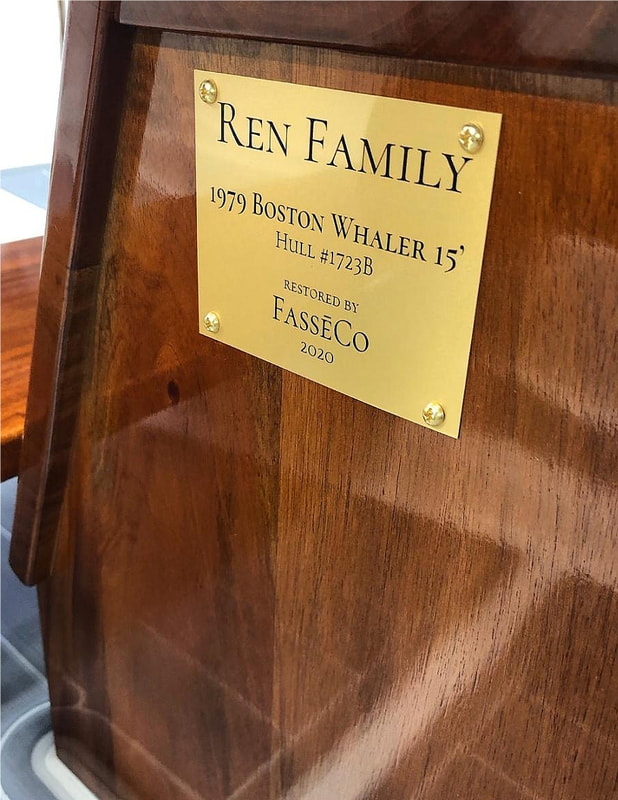 REN FAMILY
1979 BOSTON WHALER 15'
HULL #1723B
RESTORED BY
FASSĒCO
2020